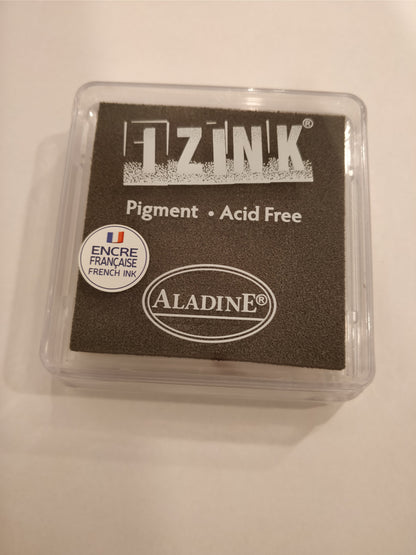 IZINK®
Pigment • Acid Free
ENCRE
FRANÇAISE
FRENCH INK
ALADINE®